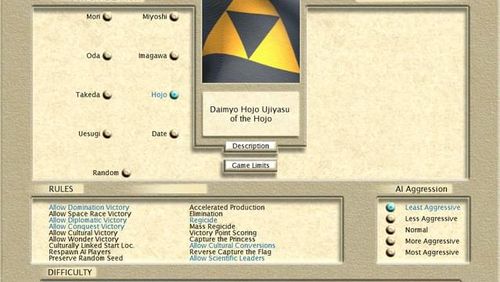 Mori
Miyoshi
Oda
Imagawa
Takeda
Hojo
Uesugi
Date
Random
Daimyo Hojo Ujiyasu
of the Hojo
Description
Game Limits
RULES
Allow Domination Victory
Allow Space Race Victory
Allow Diplomatic Victory
Allow Conquest Victory
Allow Cultural Victory
Allow Wonder Victory
Culturally Linked Start Loc.
Respawn AI Players
Preserve Random Seed
Accelerated Production
Elimination
Regicide
Mass Regicide
Victory Point Scoring
Capture the Princess
Allow Cultural Conversions
Reverse Capture the Flag
Allow Scientific Leaders
AI Aggression
Least Aggressive
Less Aggressive
Normal
More Aggressive
Most Aggressive
DIFFICULTY